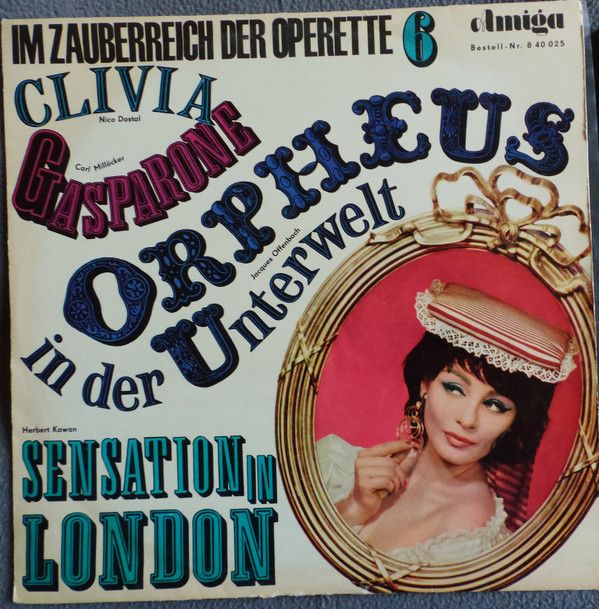 IM ZAUBERREICH DER OPERETTE 6
Amiga
Bestell-Nr. 8 40 025
CLIVIA
Nico Dostal
GASPARONE
Carl Millöcker
ORPHEUS
in der Unterwelt
Jacques Offenbach
Herbert Kawan
SENSATION IN
LONDON